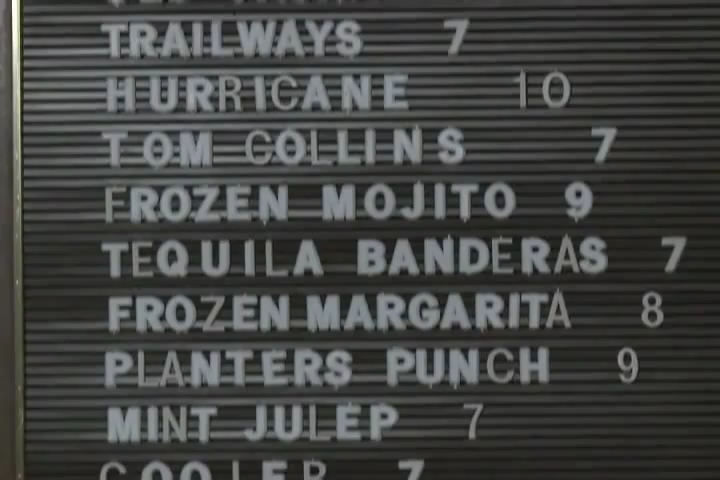 TRAILWAYS 7
HURRICANE 10
TOM COLLINS 7
FROZEN MOJITO 9
TEQUILA BANDERAS 7
FROZEN MARGARITA 8
PLANTERS PUNCH 9
MINT JULEP 7
COOLER 7